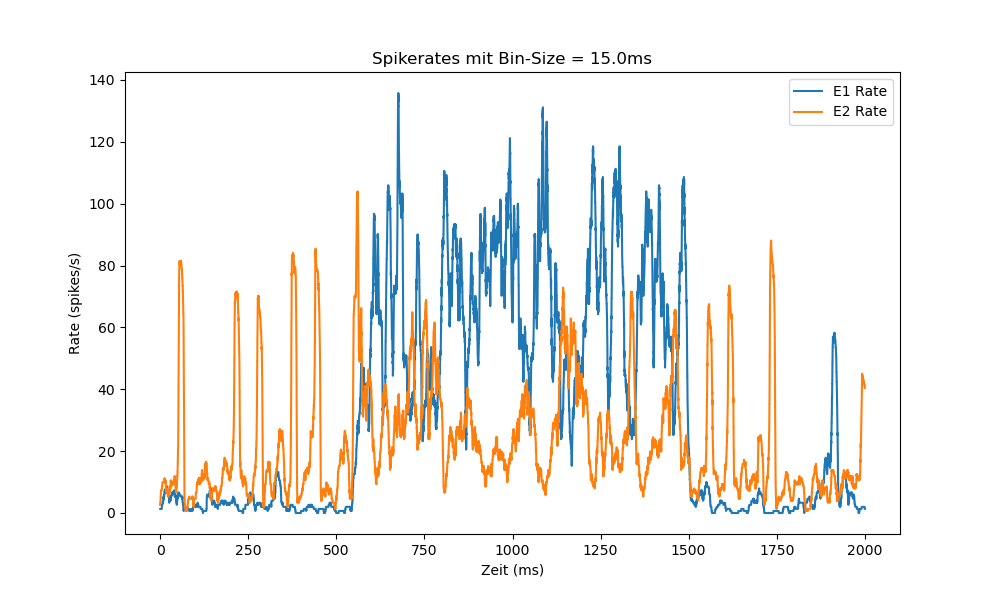 Spikerates mit Bin-Size = 15.0ms
E1 Rate
E2 Rate
Rate (spikes/s)
140
120
100
80
60
40
20
0
0 250 500 750 1000 1250 1500 1750 2000
Zeit (ms)